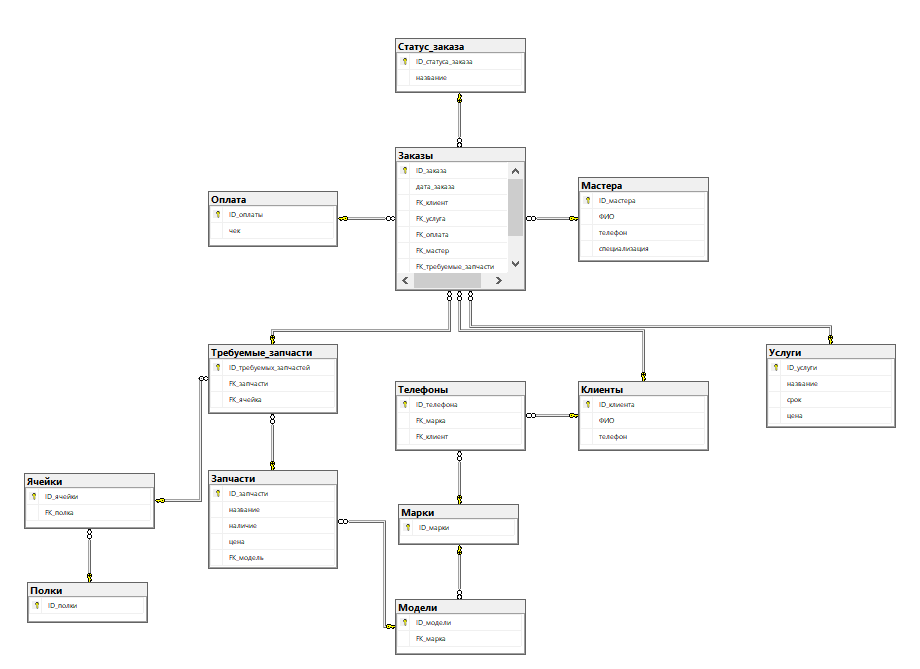 Статус_заказа
ID_статуса_заказа
название
Заказы
ID_заказа
дата_заказа
FK_клиент
FK_услуга
FK_оплата
FK_мастер
FK_требуемые_запчасти
Оплата
ID_оплаты
чек
Мастера
ID_мастера
ФИО
телефон
специализация
Требуемые_запчасти
ID_требуемых_запчастей
FK_запчасти
FK_ячейка
Телефоны
ID_телефона
FK_марка
FK_клиент
Клиенты
ID_клиента
ФИО
телефон
Услуги
ID_услуги
название
срок
цена
Ячейки
ID_ячейки
FK_полка
Запчасти
ID_запчасти
название
наличие
цена
FK_модель
Марки
ID_марки
Полки
ID_полки
Модели
ID_модели
FK_марка